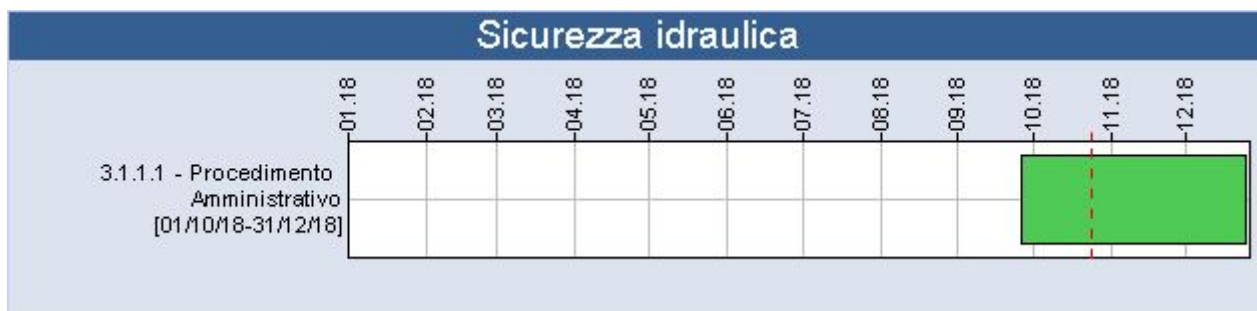 Sicurezza idraulica
01.18 02.18 03.18 04.18 05.18 06.18 07.18 08.18 09.18 10.18 11.18 12.18
3.1.1.1 - Procedimento
Amministrativo
[01/10/18-31/12/18]